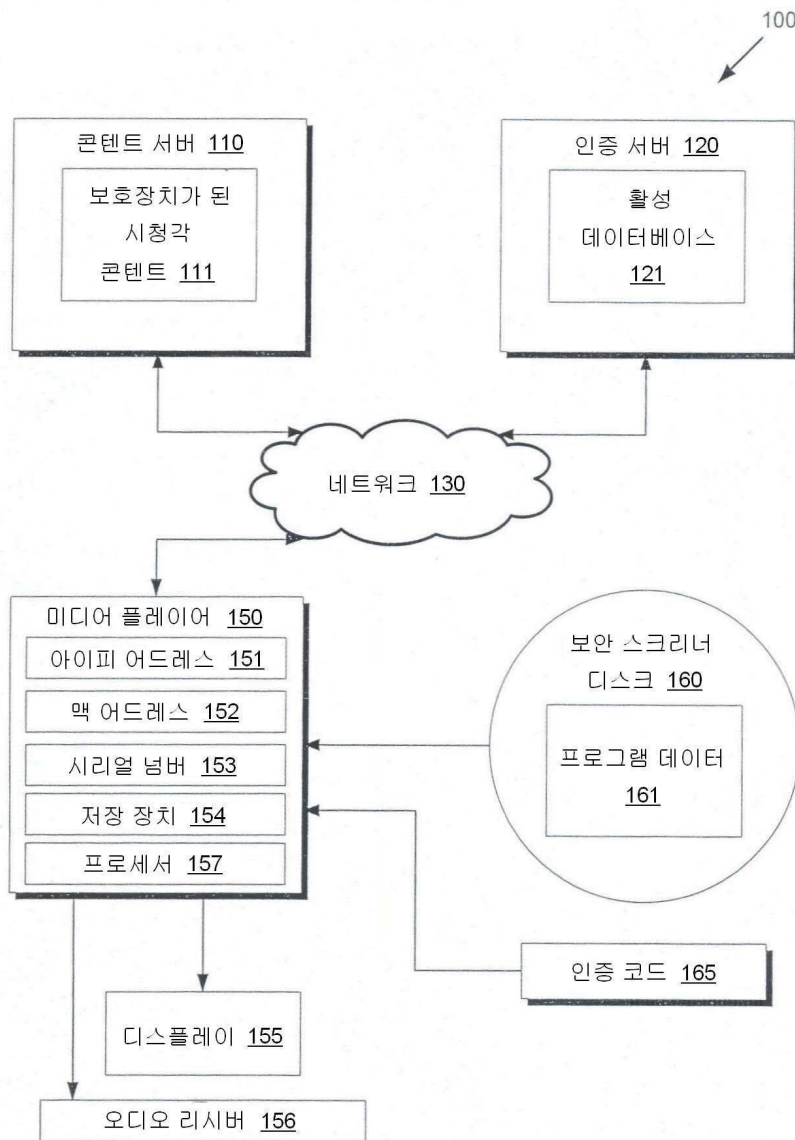 100
콘텐트 서버 110
보호장치가 된
시청각
콘텐트 111
인증 서버 120
활성
데이터베이스
121
네트워크 130
미디어 플레이어 150
아이피 어드레스 151
맥 어드레스 152
시리얼 넘버 153
저장 장치 154
프로세서 157
보안 스크리너
디스크 160
프로그램 데이터
161
인증 코드 165
디스플레이 155
오디오 리시버 156